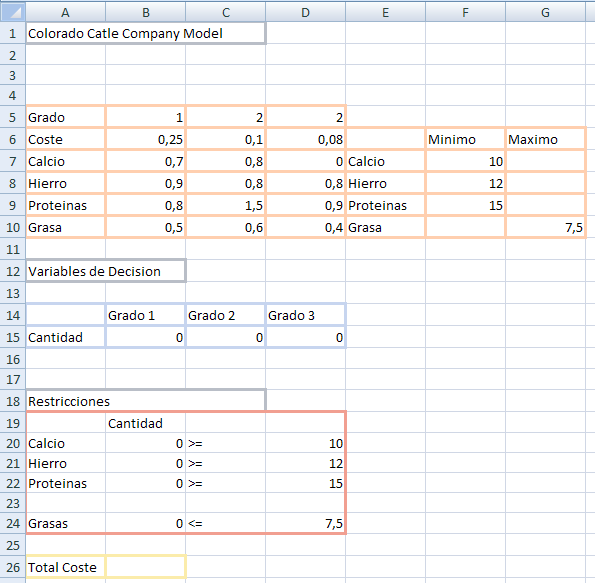 A B C D E F G
1 Colorado Catle Company Model
2
3
4
5 Grado 1 2 2
6 Coste 0,25 0,1 0,08 Minimo Maximo
7 Calcio 0,7 0,8 0 Calcio 10
8 Hierro 0,9 0,8 0,8 Hierro 12
9 Proteinas 0,8 1,5 0,9 Proteinas 15
10 Grasa 0,5 0,6 0,4 Grasa 7,5
11
12 Variables de Decision
13
14 Grado 1 Grado 2 Grado 3
15 Cantidad 0 0 0
16
17
18 Restricciones
19 Cantidad
20 Calcio 0 >= 10
21 Hierro 0 >= 12
22 Proteinas 0 >= 15
23
24 Grasas 0 <= 7,5
25
26 Total Coste